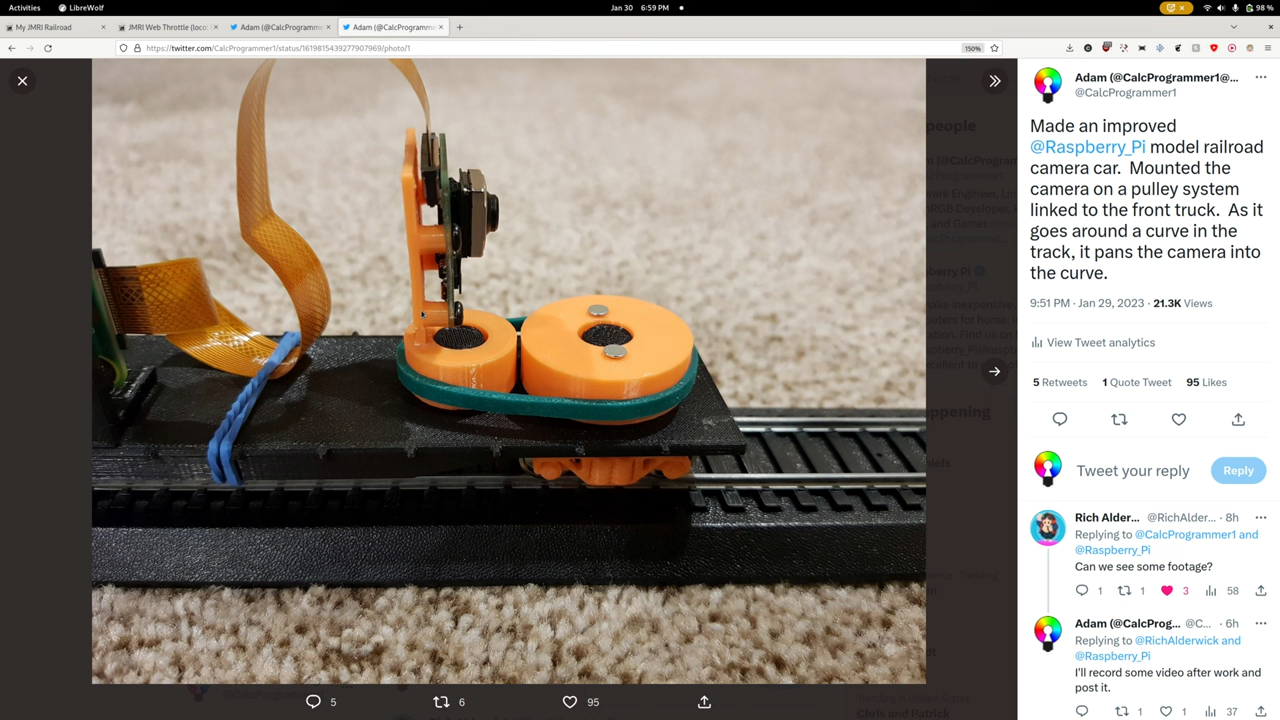 Activities LibreWolf Jan 30 6:59 PM 98 %
My JMRI Railroad JMRI Web Throttle (loco: Adam (@CalcProgramme Adam (@CalcProgramme
https://twitter.com/CalcProgrammer1/status/1619815439277907969/photo/1 150%
Adam (@CalcProgrammer1@...
@CalcProgrammer1
Made an improved
@Raspberry_Pi model railroad
camera car. Mounted the
camera on a pulley system
linked to the front truck. As it
goes around a curve in the
track, it pans the camera into
the curve.
9:51 PM · Jan 29, 2023 · 21.3K Views
View Tweet analytics
5 Retweets 1 Quote Tweet 95 Likes
Tweet your reply Reply
Rich Alder... @RichAlder... · 8h
Replying to @CalcProgrammer1 and
@Raspberry_Pi
Can we see some footage?
1 1 3 58
Adam (@CalcProg... @C... · 6h
Replying to @RichAlderwick and
@Raspberry_Pi
I'll record some video after work and
post it.
1 1 37
5 6 95
people
Chris and Patrick